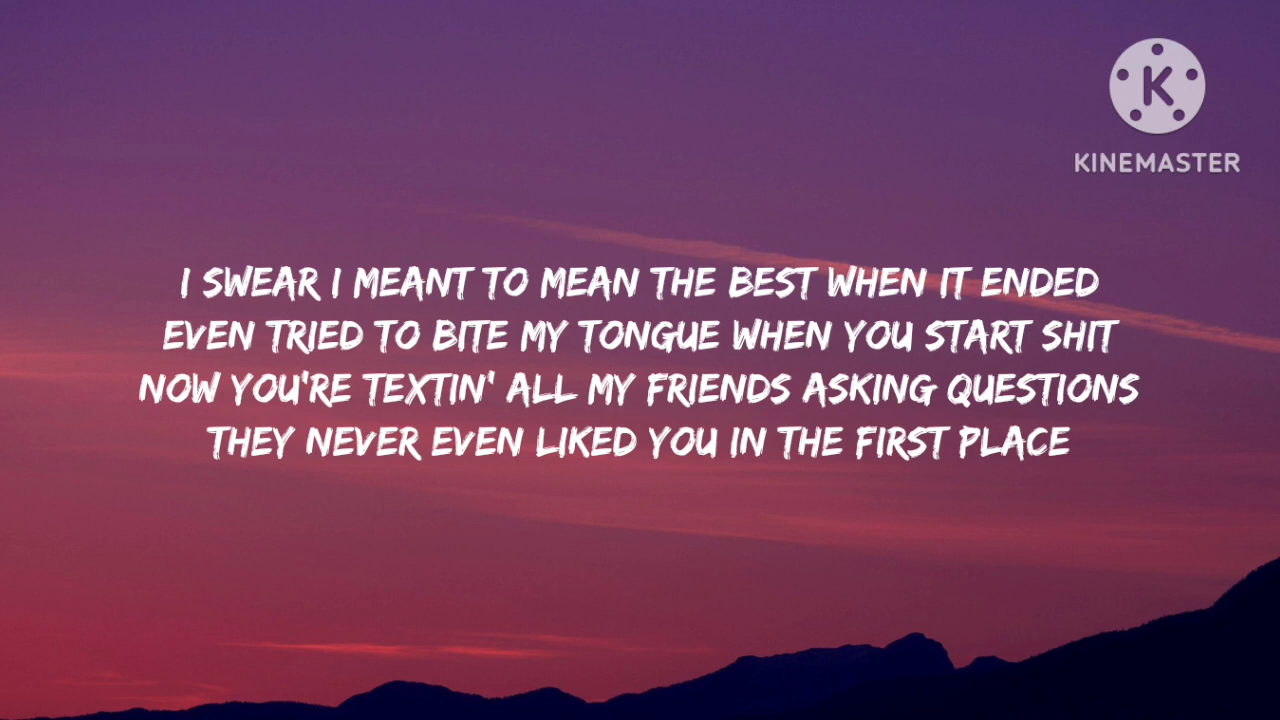 K
KINEMASTER
I SWEAR I MEANT TO MEAN THE BEST WHEN IT ENDED
EVEN TRIED TO BITE MY TONGUE WHEN YOU START SHIT
NOW YOU'RE TEXTIN' ALL MY FRIENDS ASKING QUESTIONS
THEY NEVER EVEN LIKED YOU IN THE FIRST PLACE